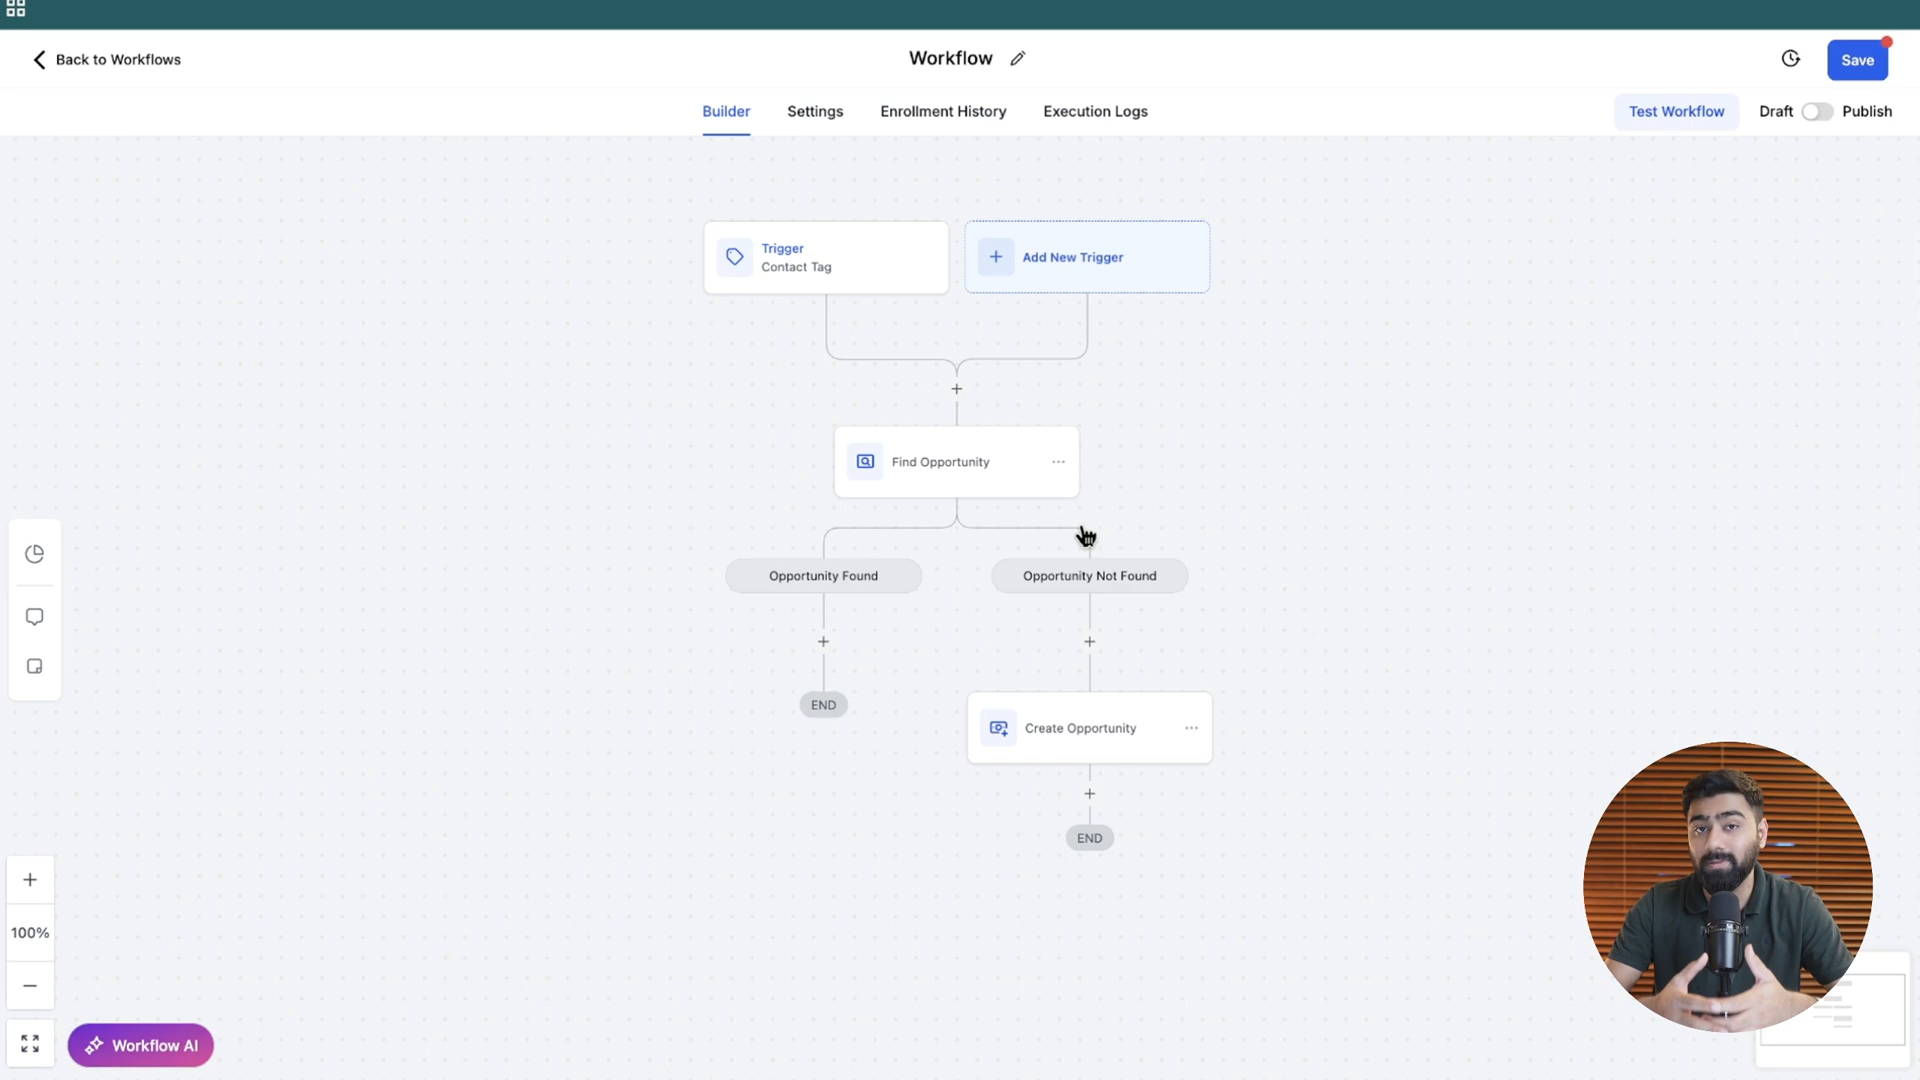 Back to Workflows
Workflow
Save
Builder
Settings
Enrollment History
Execution Logs
Test Workflow
Draft
Publish
Trigger
Contact Tag
Add New Trigger
Find Opportunity
Opportunity Found
Opportunity Not Found
END
Create Opportunity
END
100%
Workflow AI